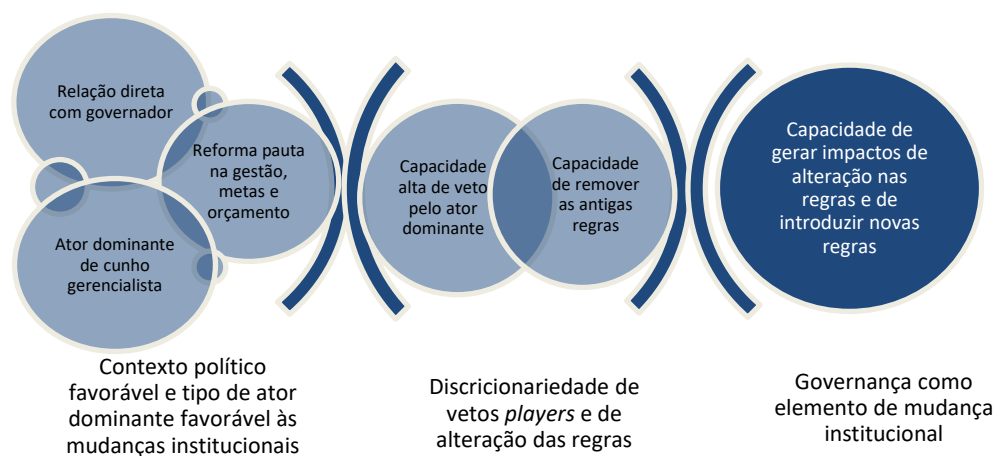 Relação direta
com governador
Reforma pauta
na gestão,
metas e
orçamento
Ator dominante
de cunho
gerencialista
Contexto político
favorável e tipo de ator
dominante favorável às
mudanças institucionais
Capacidade
alta de veto
pelo ator
dominante
Capacidade
de remover
as antigas
regras
Discricionariedade de
vetos players e de
alteração das regras
Capacidade de
gerar impactos de
alteração nas
regras e de
introduzir novas
regras
Governança como
elemento de mudança
institucional